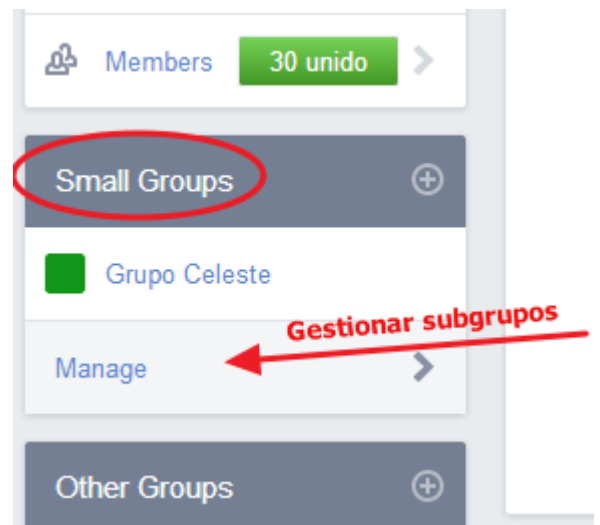 Members 30 unido
Small Groups
Grupo Celeste
Gestionar subgrupos
Manage
Other Groups